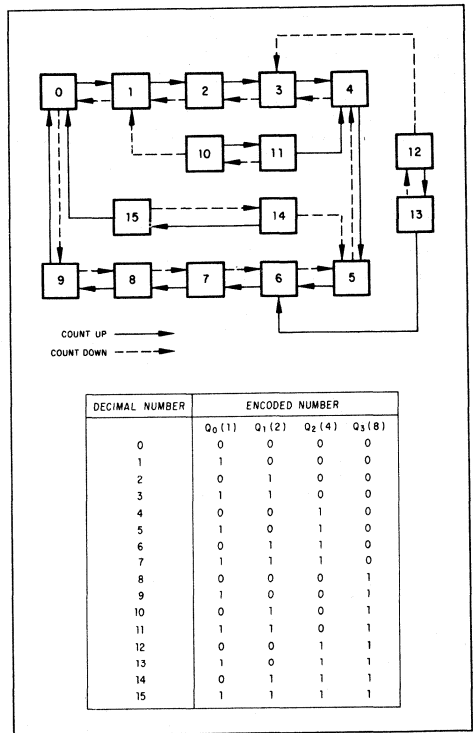 0 1 2 3 4
10 11 12
15 14 13
9 8 7 6 5
COUNT UP
COUNT DOWN
DECIMAL NUMBER ENCODED NUMBER
Q0 (1) Q1 (2) Q2 (4) Q3 (8)
0 0 0 0 0
1 1 0 0 0
2 0 1 0 0
3 1 1 0 0
4 0 0 1 0
5 1 0 1 0
6 0 1 1 0
7 1 1 1 0
8 0 0 0 1
9 1 0 0 1
10 0 1 0 1
11 1 1 0 1
12 0 0 1 1
13 1 0 1 1
14 0 1 1 1
15 1 1 1 1